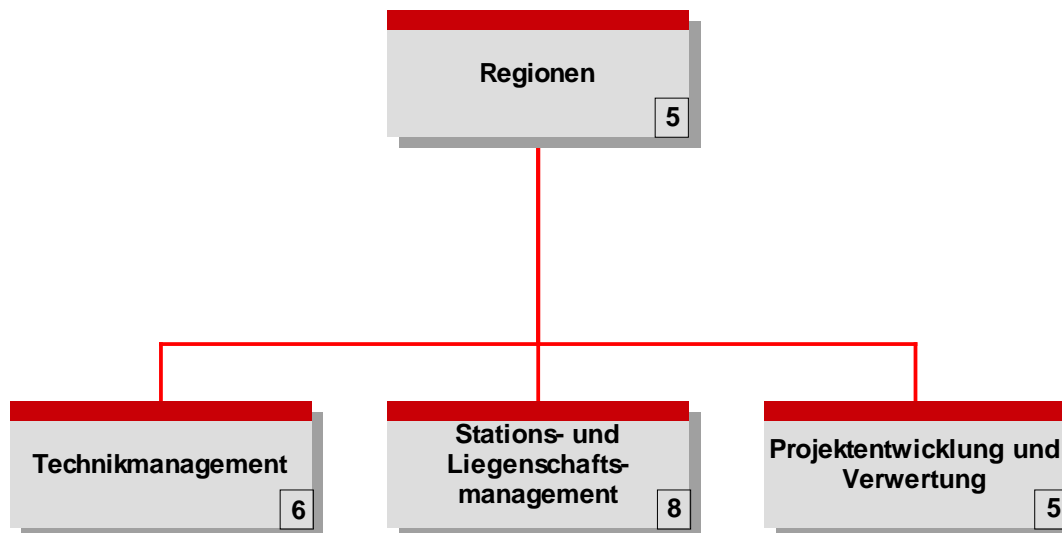 Regionen
5
Technikmanagement
6
Stations- und
Liegenschafts-
management
8
Projektentwicklung und
Verwertung
5